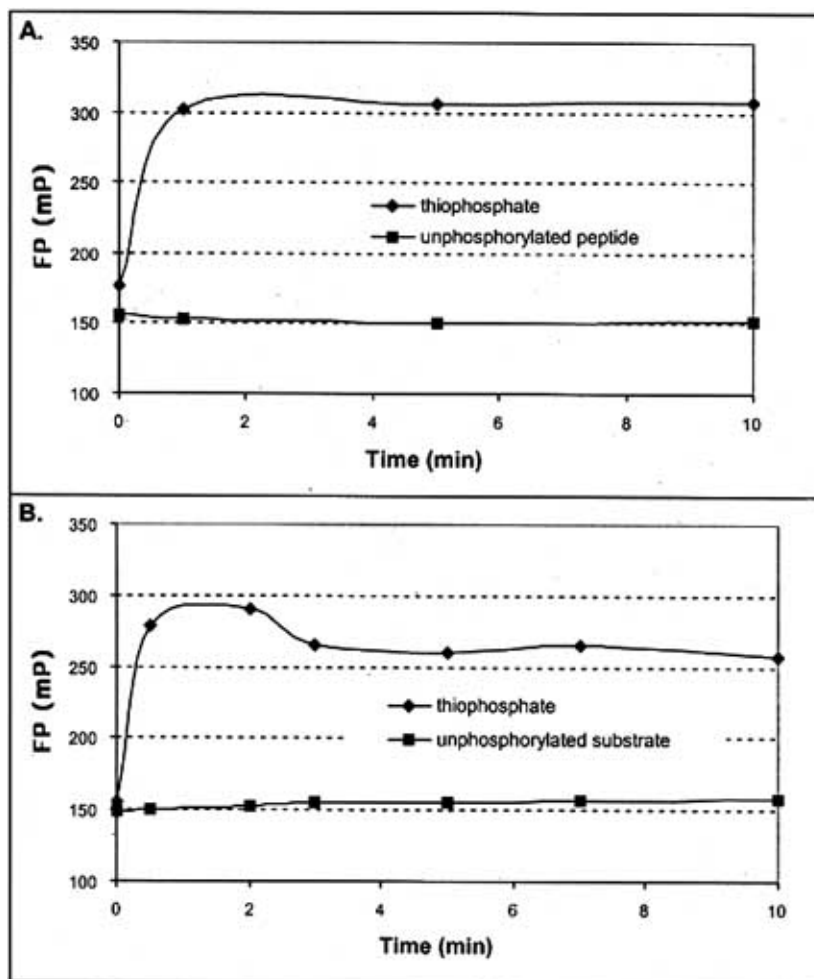 A.
350
300
250
200
150
100
FP (mP)
thiophosphate
unphosphorylated peptide
0 2 4 6 8 10
Time (min)
B.
350
300
250
200
150
100
FP (mP)
thiophosphate
unphosphorylated substrate
0 2 4 6 8 10
Time (min)